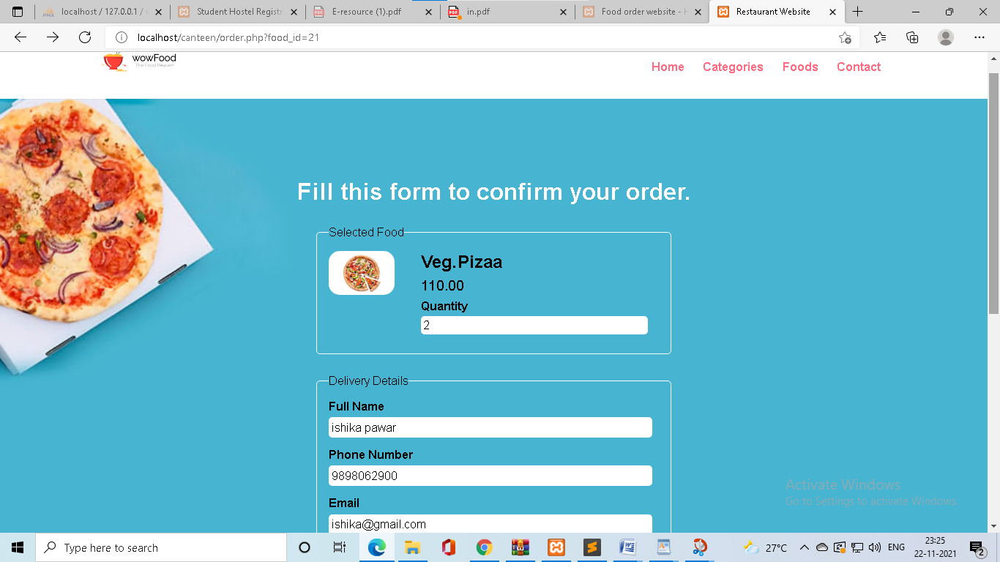 localhost / 127.0.0.1 /
Student Hostel Registr
E-resource (1).pdf
in.pdf
Food order website - H
Restaurant Website
localhost/canteen/order.php?food_id=21
wowFood
The Food Heaven
Home Categories Foods Contact
Fill this form to confirm your order.
Selected Food
Veg.Pizaa
110.00
Quantity
2
Delivery Details
Full Name
ishika pawar
Phone Number
9898062900
Email
ishika@gmail.com
Activate Windows
Go to Settings to activate Windows.
Type here to search
27°C
ENG
23:25
22-11-2021
2